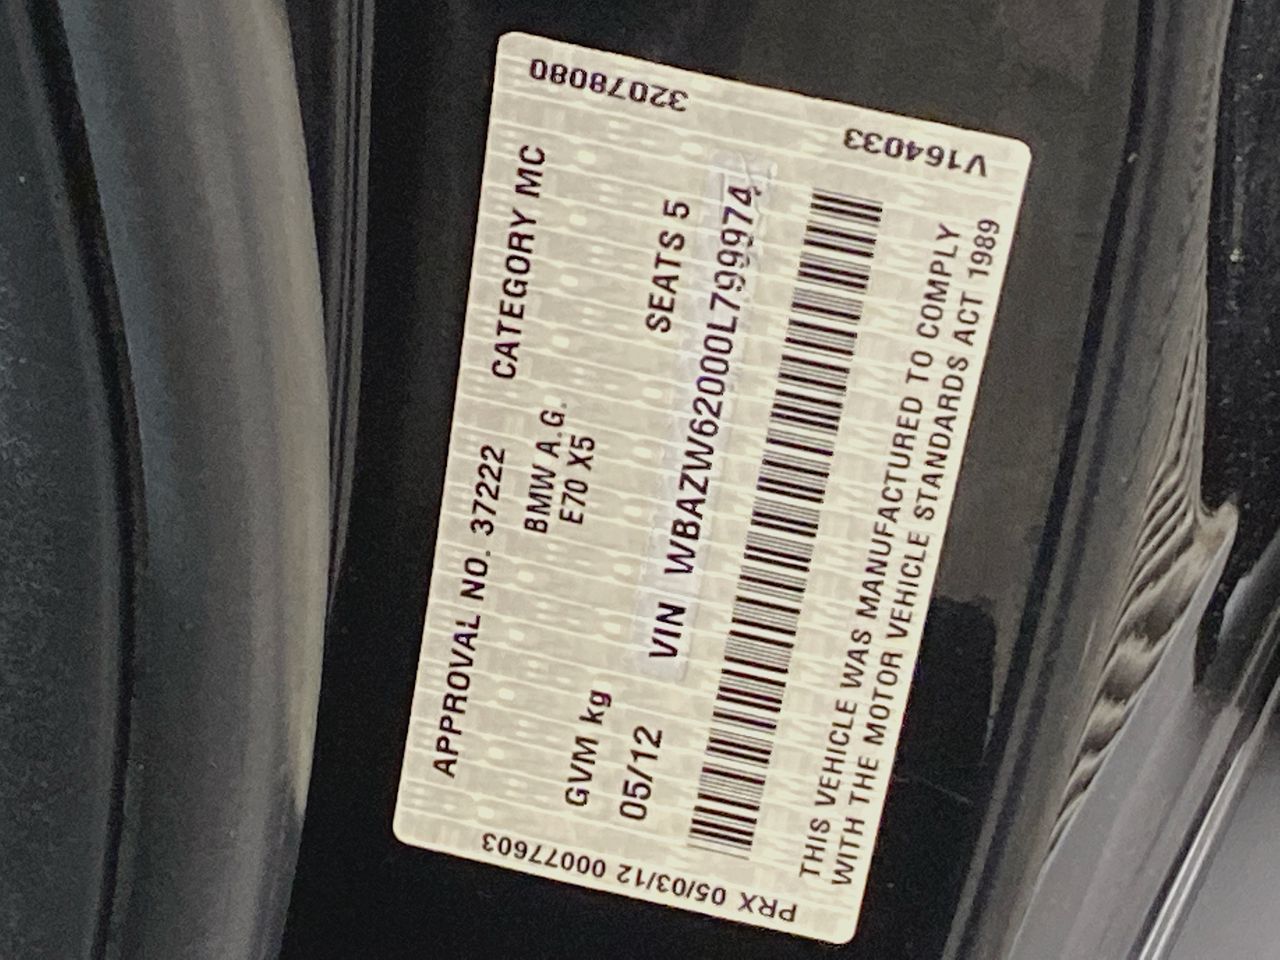 APPROVAL NO. 37222 CATEGORY MC
BMW A.G.
E70 X5
GVM kg SEATS 5
05/12 VIN WBAZW62000L799974
THIS VEHICLE WAS MANUFACTURED TO COMPLY
WITH THE MOTOR VEHICLE STANDARDS ACT 1989
PRX 05/03/12 00077603
V164033
32078080